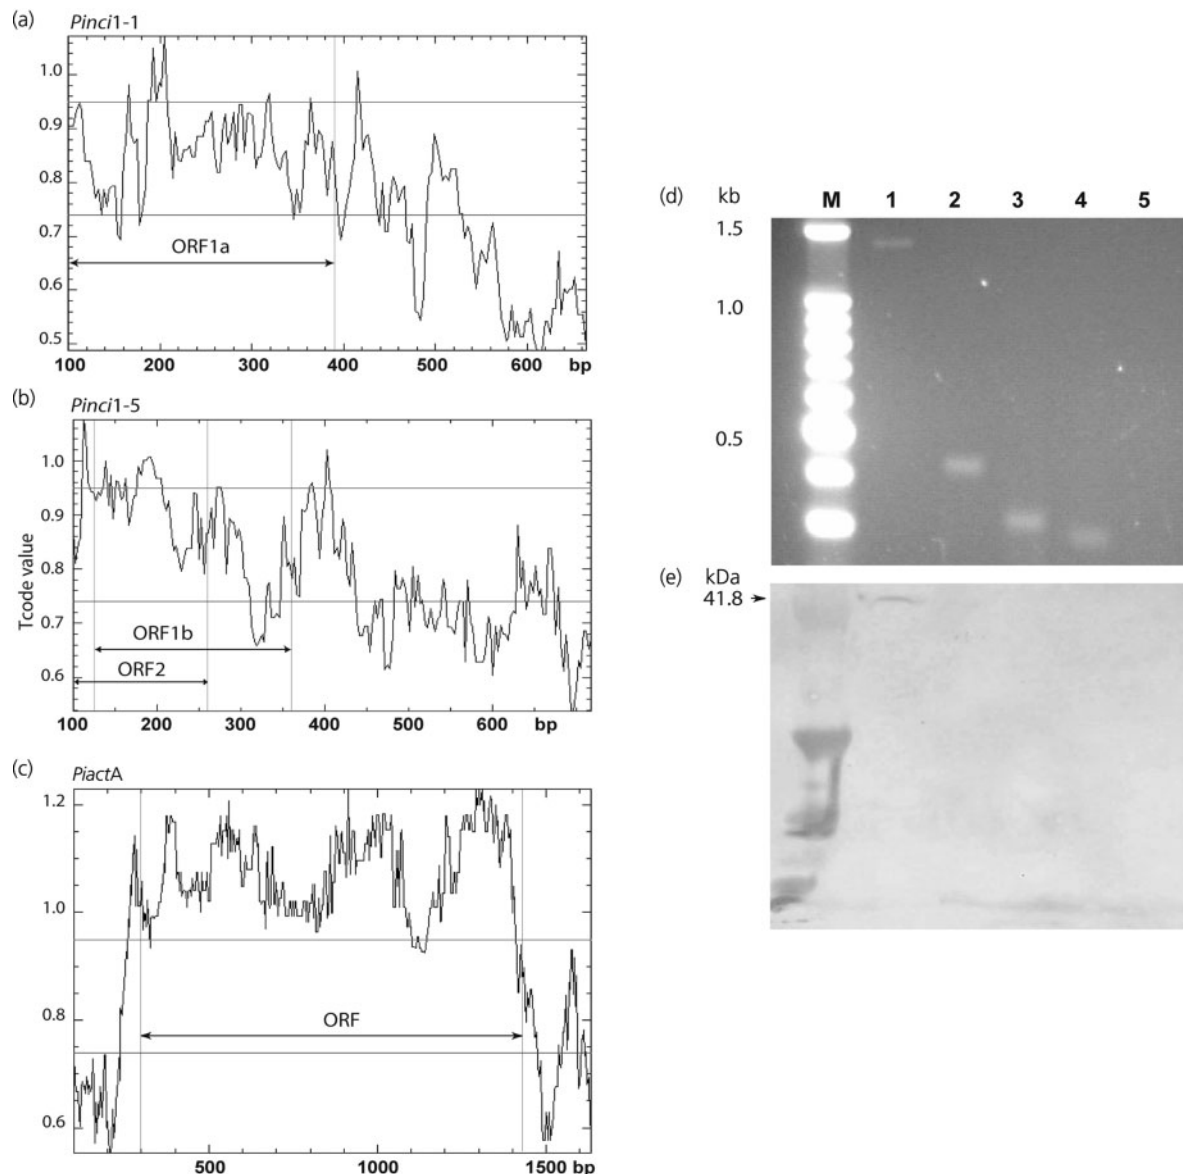 (a)
Pinci1-1
1.0
0.9
0.8
0.7
0.6
0.5
ORF1a
100 200 300 400 500 600 bp
(b)
Pinci1-5
Tcode value
1.0
0.9
0.8
0.7
0.6
ORF1b
ORF2
100 200 300 400 500 600 bp
(c)
PiactA
1.2
1.0
0.8
0.6
ORF
500 1000 1500 bp
(d) kb M 1 2 3 4 5
1.5
1.0
0.5
(e) kDa
41.8